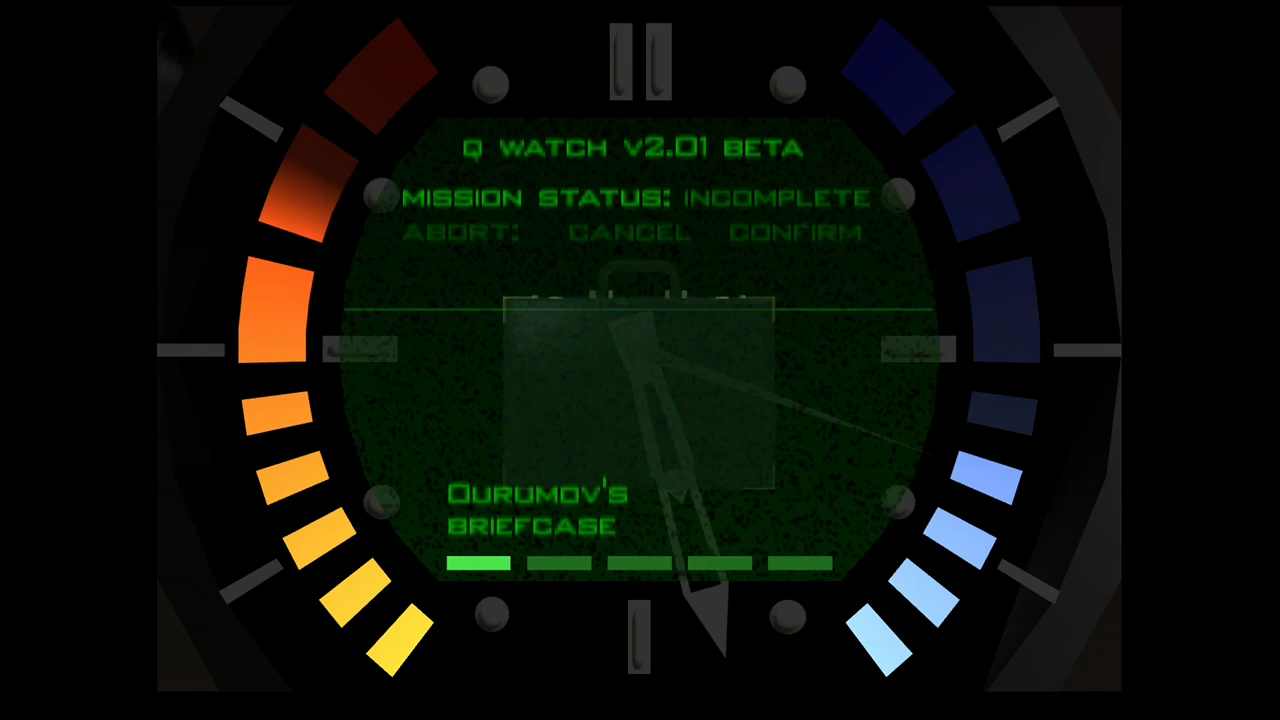 Q WATCH V2.01 BETA
MISSION STATUS: INCOMPLETE
ABORT: CANCEL CONFIRM
OURUMOV'S
BRIEFCASE